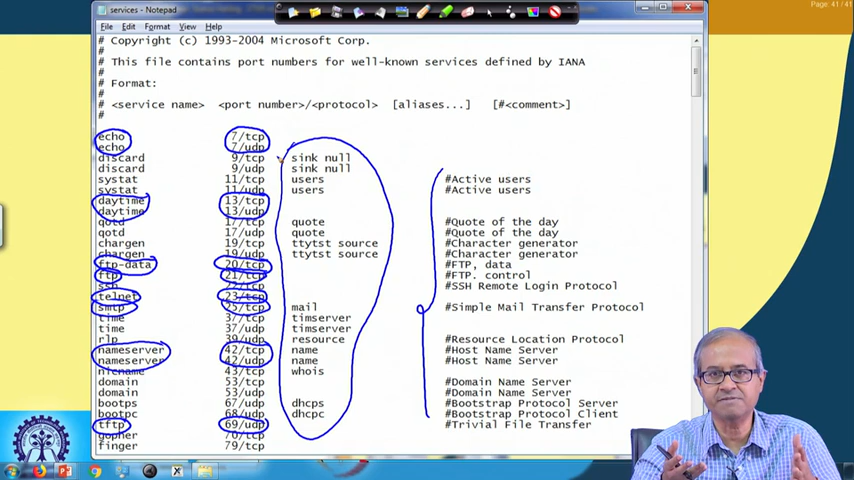 Page 41 / 41
services - Notepad
File Edit Format View Help
# Copyright (c) 1993-2004 Microsoft Corp.
#
# This file contains port numbers for well-known services defined by IANA
#
# Format:
#
# <service name> <port number>/<protocol> [aliases...] [#<comment>]
#
echo 7/tcp
echo 7/udp
discard 9/tcp sink null
discard 9/udp sink null
systat 11/tcp users #Active users
systat 11/udp users #Active users
daytime 13/tcp
daytime 13/udp
qotd 17/tcp quote #Quote of the day
qotd 17/udp quote #Quote of the day
chargen 19/tcp ttytst source #Character generator
chargen 19/udp ttytst source #Character generator
ftp-data 20/tcp #FTP, data
ftp 21/tcp #FTP. control
ssh 22/tcp #SSH Remote Login Protocol
telnet 23/tcp
smtp 25/tcp mail #Simple Mail Transfer Protocol
time 37/tcp timserver
time 37/udp timserver
rlp 39/udp resource #Resource Location Protocol
nameserver 42/tcp name #Host Name Server
nameserver 42/udp name #Host Name Server
nicname 43/tcp whois
domain 53/tcp #Domain Name Server
domain 53/udp #Domain Name Server
bootps 67/udp dhcps #Bootstrap Protocol Server
bootpc 68/udp dhcpc #Bootstrap Protocol Client
tftp 69/udp #Trivial File Transfer
gopher 70/tcp
finger 79/tcp